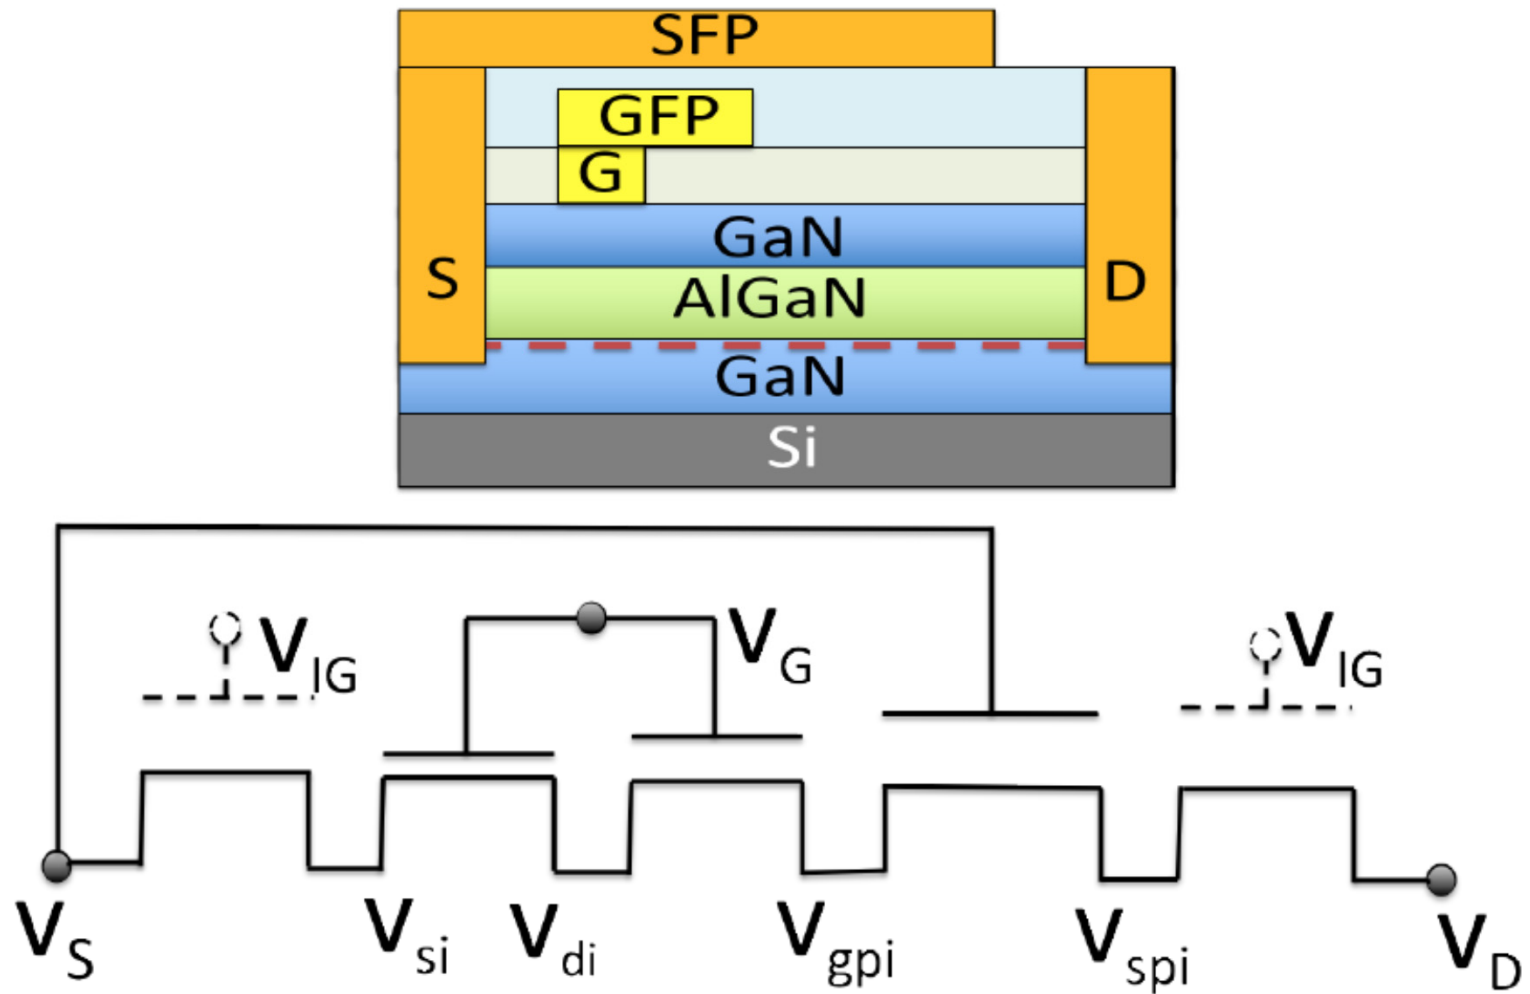 SFP
GFP
G
GaN
S
D
AlGaN
GaN
Si
VIG
VG
VIG
VS
Vsi
Vdi
Vgpi
Vspi
VD